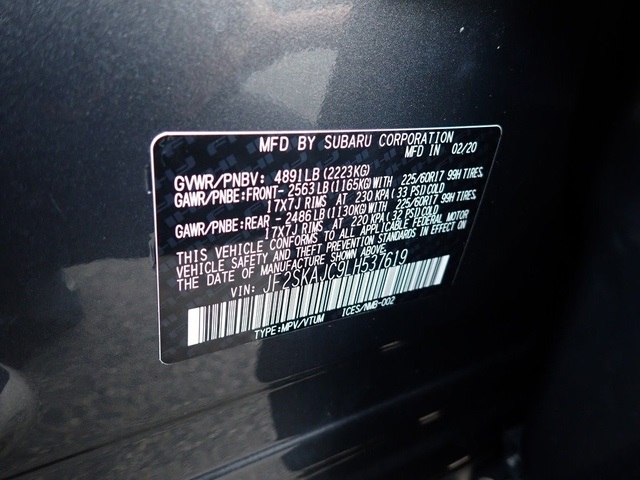 MFD BY SUBARU CORPORATION
MFD IN 02/20
GVWR/PNBV: 4891LB(2223KG)
GAWR/PNBE:FRONT-2563LB(1165KG)WITH 225/60R17 99H TIRES.
17X7J RIMS AT 230 KPA(33 PSI)COLD
GAWR/PNBE:REAR -2486LB(1130KG)WITH 225/60R17 99H TIRES.
17X7J RIMS AT 220 KPA(32 PSI)COLD
THIS VEHICLE CONFORMS TO ALL APPLICABLE FEDERAL MOTOR
VEHICLE SAFETY AND THEFT PREVENTION STANDARDS IN EFFECT ON
THE DATE OF MANUFACTURE SHOWN ABOVE.
VIN: JF2SKAJC9LH537619
TYPE:MPV/VTUM ICES/NMB-002